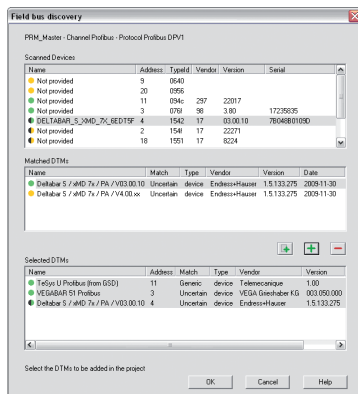 Field bus discovery
PRM_Master - Channel Profibus - Protocol Profibus DPV1
Scanned Devices
Name Address TypeId Vendor Version Serial
Not provided 9 0640
Not provided 20 0956
Not provided 11 094c 297 22017
Not provided 3 076f 98 3.80 17235835
DELTABAR_S_XMD_7X_6EDT5F 4 1542 17 03.00.10 7B048B0109D
Not provided 2 154f 17 22271
Not provided 18 1551 17 8224
Matched DTMs
Name Match Type Vendor Version Date
Deltabar S / xMD 7x / PA / V03.00.10 Uncertain device Endress+Hauser 1.5.133.275 2009-11-30
Deltabar S / xMD 7x / PA / V4.00.xx Uncertain device Endress+Hauser 1.5.133.275 2009-11-30
Selected DTMs
Name Address Match Type Vendor Version
TeSys U Profibus (from GSD) 11 Generic device Telemecanique 1.00
VEGABAR 51 Profibus 3 Uncertain device VEGA Grieshaber KG 003.050.000
Deltabar S / xMD 7x / PA / V03.00.10 4 Uncertain device Endress+Hauser 1.5.133.275
Select the DTMs to be added in the project
OK Cancel Help